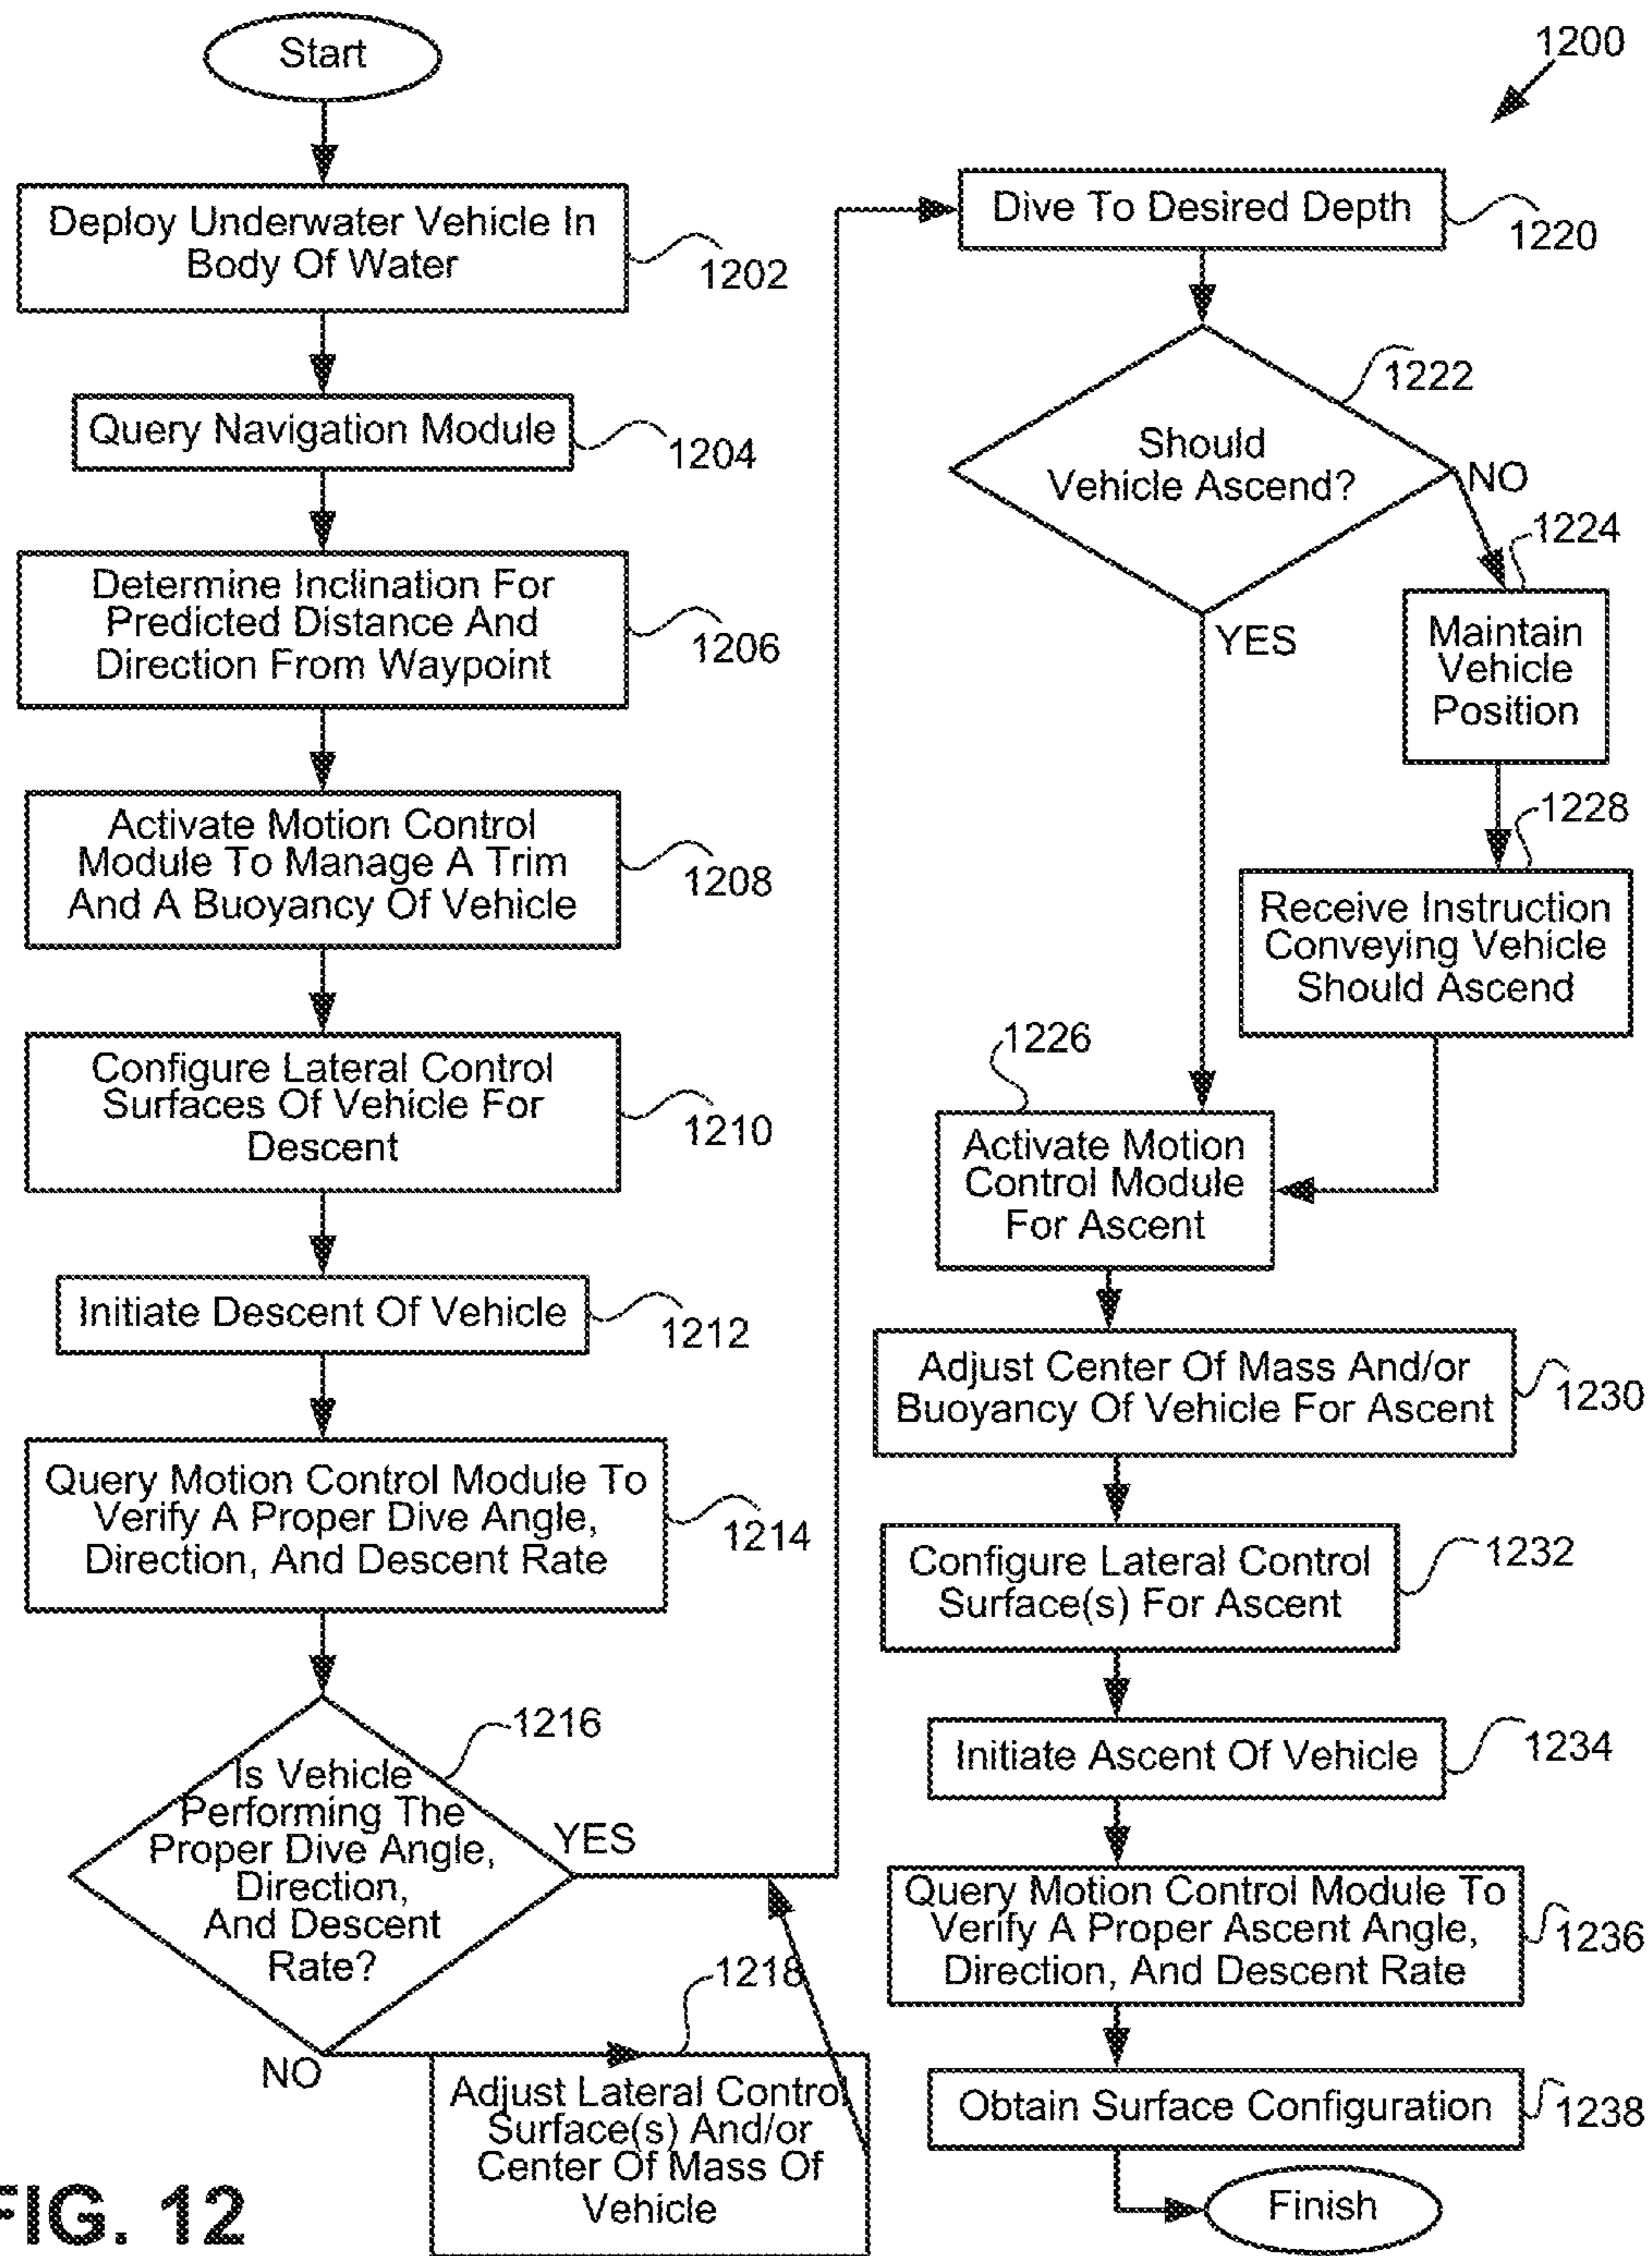 Start
Deploy Underwater Vehicle In
Body Of Water
1202
Query Navigation Module
1204
Determine Inclination For
Predicted Distance And
Direction From Waypoint
1206
Activate Motion Control
Module To Manage A Trim
And A Buoyancy Of Vehicle
1208
Configure Lateral Control
Surfaces Of Vehicle For
Descent
1210
Initiate Descent Of Vehicle
1212
Query Motion Control Module To
Verify A Proper Dive Angle,
Direction, And Descent Rate
1214
1216
Is Vehicle
Performing The
Proper Dive Angle,
Direction,
And Descent
Rate?
YES
NO
1218
Adjust Lateral Control
Surface(s) And/or
Center Of Mass Of
Vehicle
1200
Dive To Desired Depth
1220
1222
Should
Vehicle Ascend?
NO
YES
1224
Maintain
Vehicle
Position
1228
Receive Instruction
Conveying Vehicle
Should Ascend
1226
Activate Motion
Control Module
For Ascent
Adjust Center Of Mass And/or
Buoyancy Of Vehicle For Ascent
1230
Configure Lateral Control
Surface(s) For Ascent
1232
Initiate Ascent Of Vehicle
1234
Query Motion Control Module To
Verify A Proper Ascent Angle,
Direction, And Descent Rate
1236
Obtain Surface Configuration
1238
Finish
FIG. 12